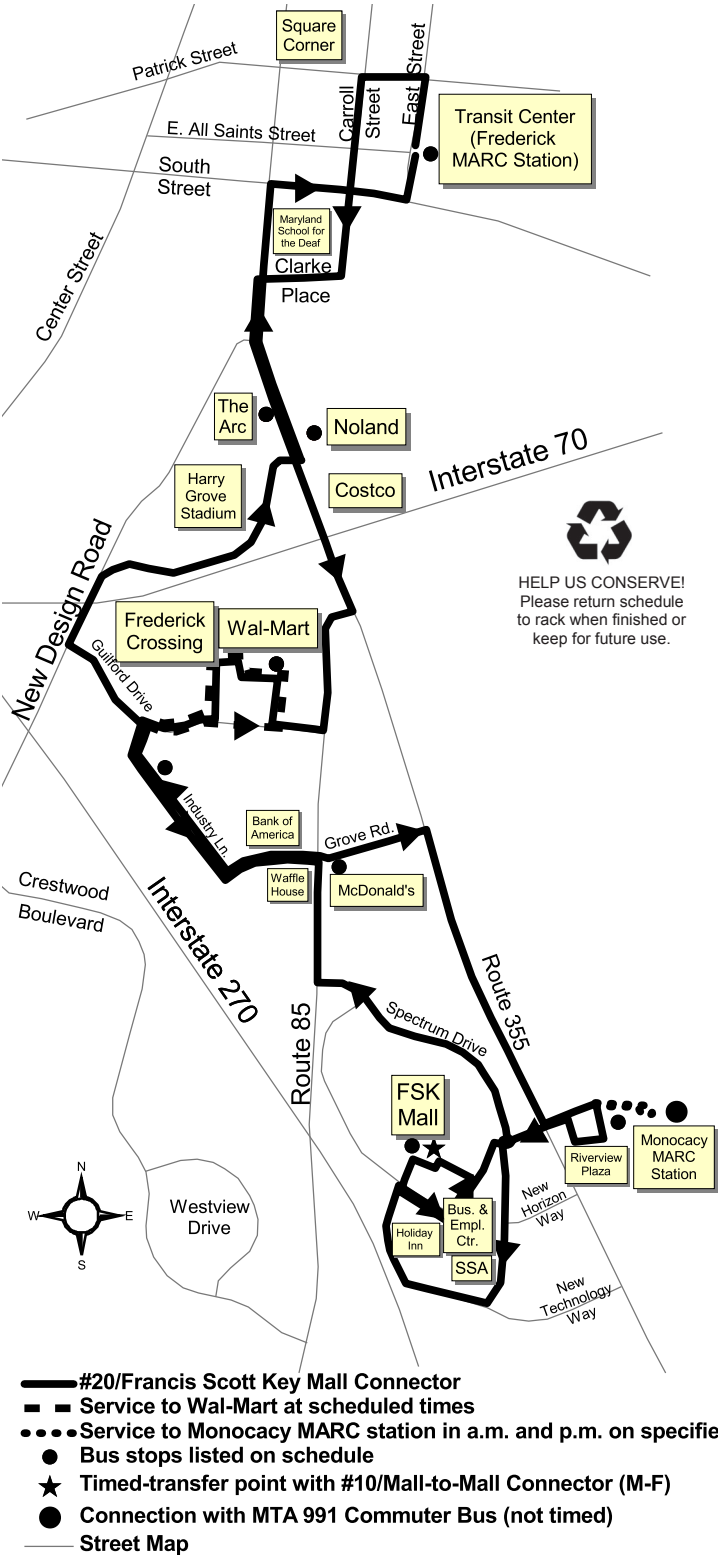 Square
Corner
Patrick Street
Carroll
Street
East Street
Transit Center
(Frederick
MARC Station)
E. All Saints Street
South
Street
Maryland
School for
the Deaf
Clarke
Place
Center Street
The
Arc
Noland
Harry
Grove
Stadium
Costco
Interstate 70
HELP US CONSERVE!
Please return schedule
to rack when finished or
keep for future use.
New Design Road
Frederick
Crossing
Wal-Mart
Guilford Drive
Industry Ln.
Bank of
America
Grove Rd.
Waffle
House
McDonald's
Crestwood
Boulevard
Interstate 270
Route 85
Route 355
Spectrum Drive
FSK
Mall
Riverview
Plaza
Monocacy
MARC
Station
N
W
E
S
Westview
Drive
Holiday
Inn
Bus. &
Empl.
Ctr.
SSA
New
Horizon
Way
New
Technology
Way
#20/Francis Scott Key Mall Connector
Service to Wal-Mart at scheduled times
Service to Monocacy MARC station in a.m. and p.m. on specifie
Bus stops listed on schedule
Timed-transfer point with #10/Mall-to-Mall Connector (M-F)
Connection with MTA 991 Commuter Bus (not timed)
Street Map